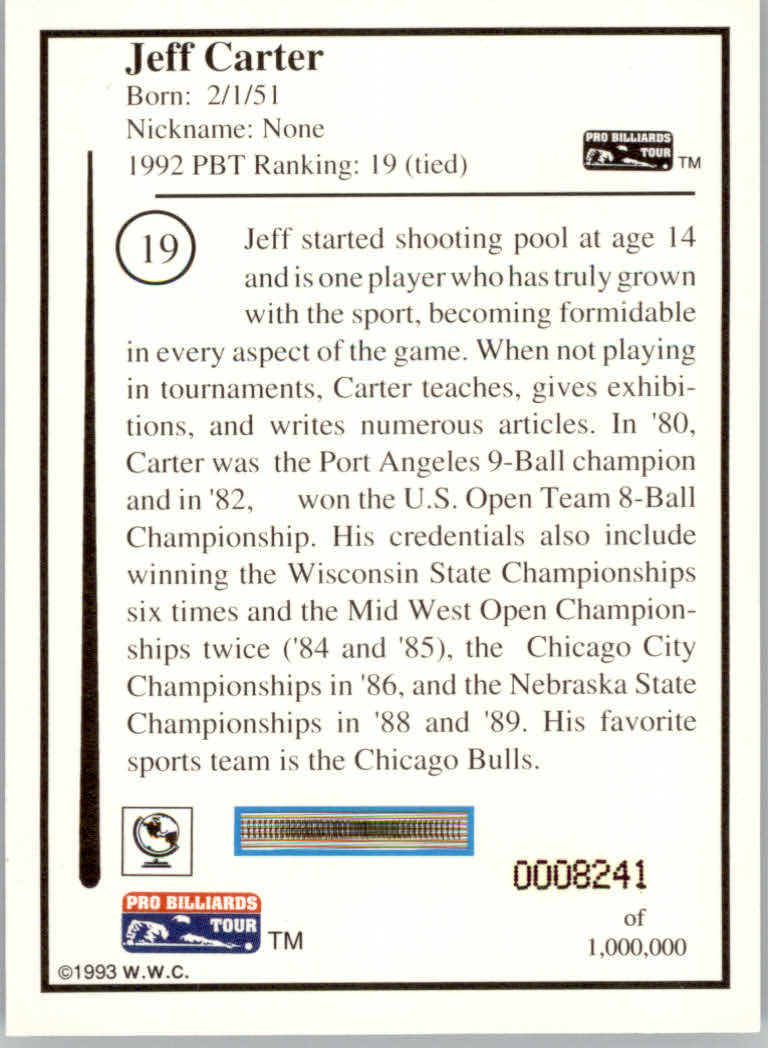 Jeff Carter
Born: 2/1/51
Nickname: None
1992 PBT Ranking: 19 (tied)
PRO BILLIARDS
TOUR TM
19
Jeff started shooting pool at age 14
and is one player who has truly grown
with the sport, becoming formidable
in every aspect of the game. When not playing
in tournaments, Carter teaches, gives exhibi-
tions, and writes numerous articles. In '80,
Carter was the Port Angeles 9-Ball champion
and in '82, won the U.S. Open Team 8-Ball
Championship. His credentials also include
winning the Wisconsin State Championships
six times and the Mid West Open Champion-
ships twice ('84 and '85), the Chicago City
Championships in '86, and the Nebraska State
Championships in '88 and '89. His favorite
sports team is the Chicago Bulls.
0008241
of
1,000,000
PRO BILLIARDS
TOUR TM
©1993 W.W.C.